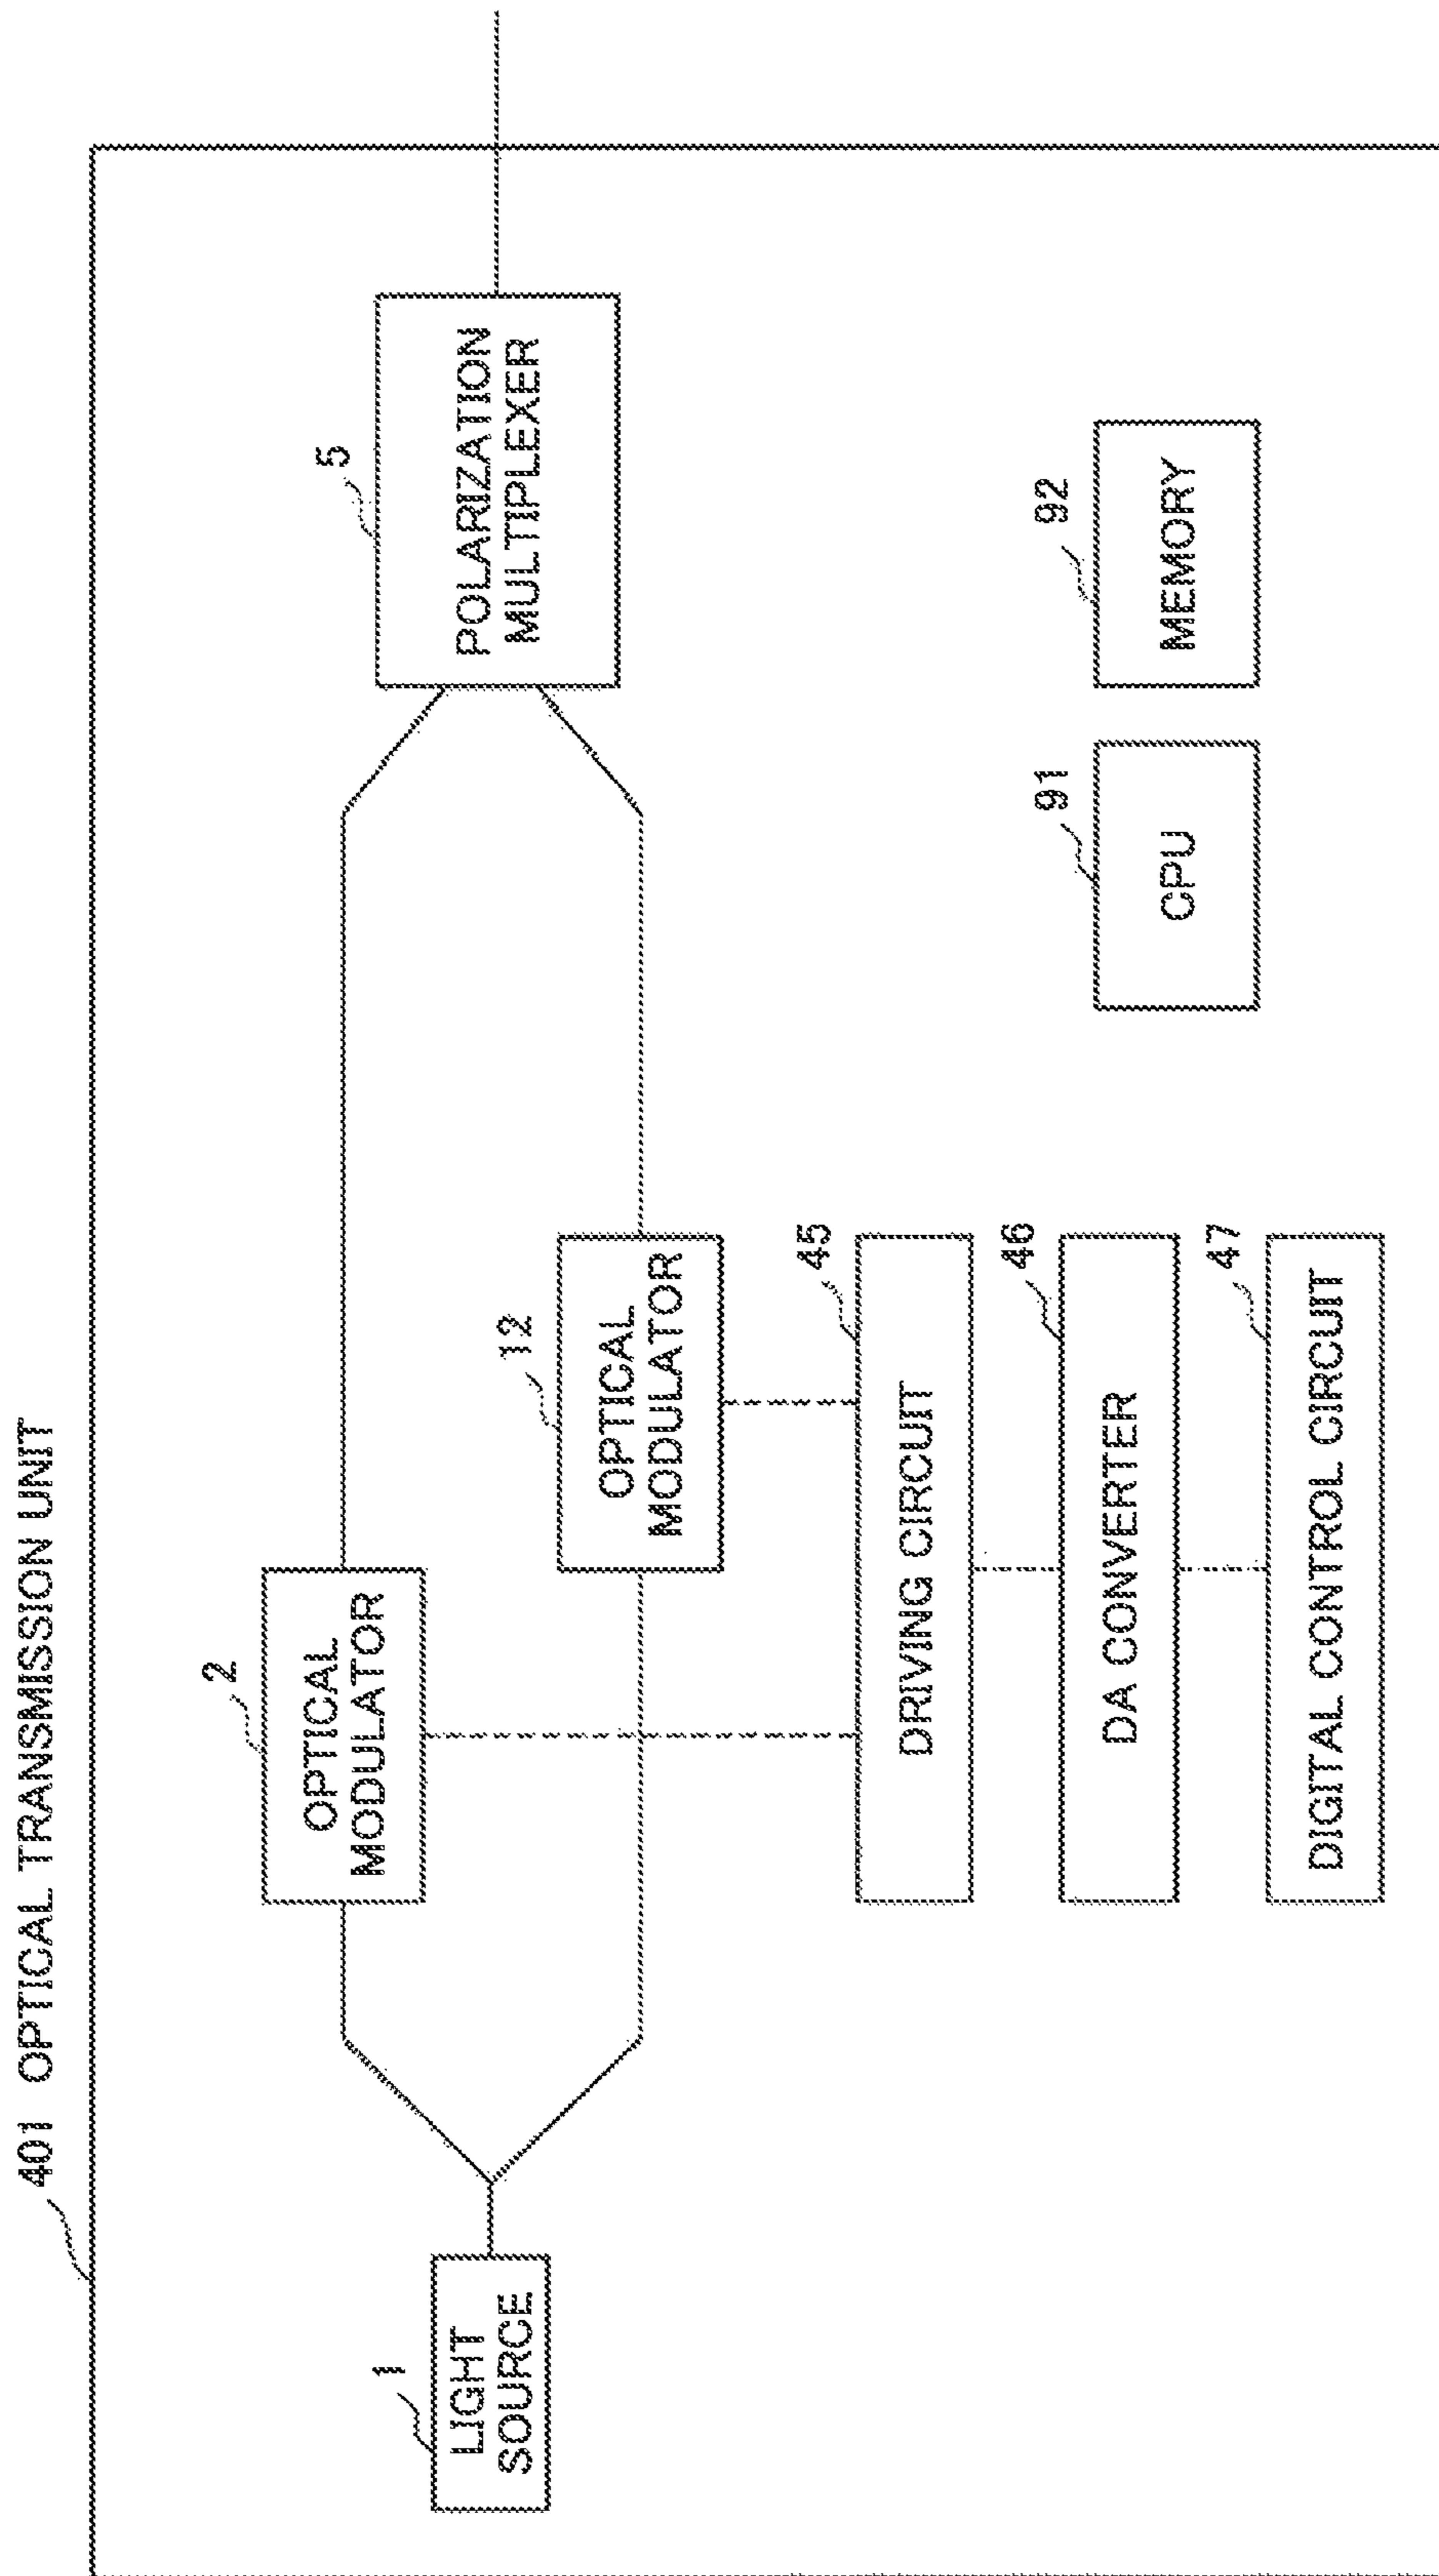 401 OPTICAL TRANSMISSION UNIT
1
LIGHT
SOURCE
2
OPTICAL
MODULATOR
12
OPTICAL
MODULATOR
5
POLARIZATION
MULTIPLEXER
45
DRIVING CIRCUIT
46
DA CONVERTER
47
DIGITAL CONTROL CIRCUIT
91
CPU
92
MEMORY